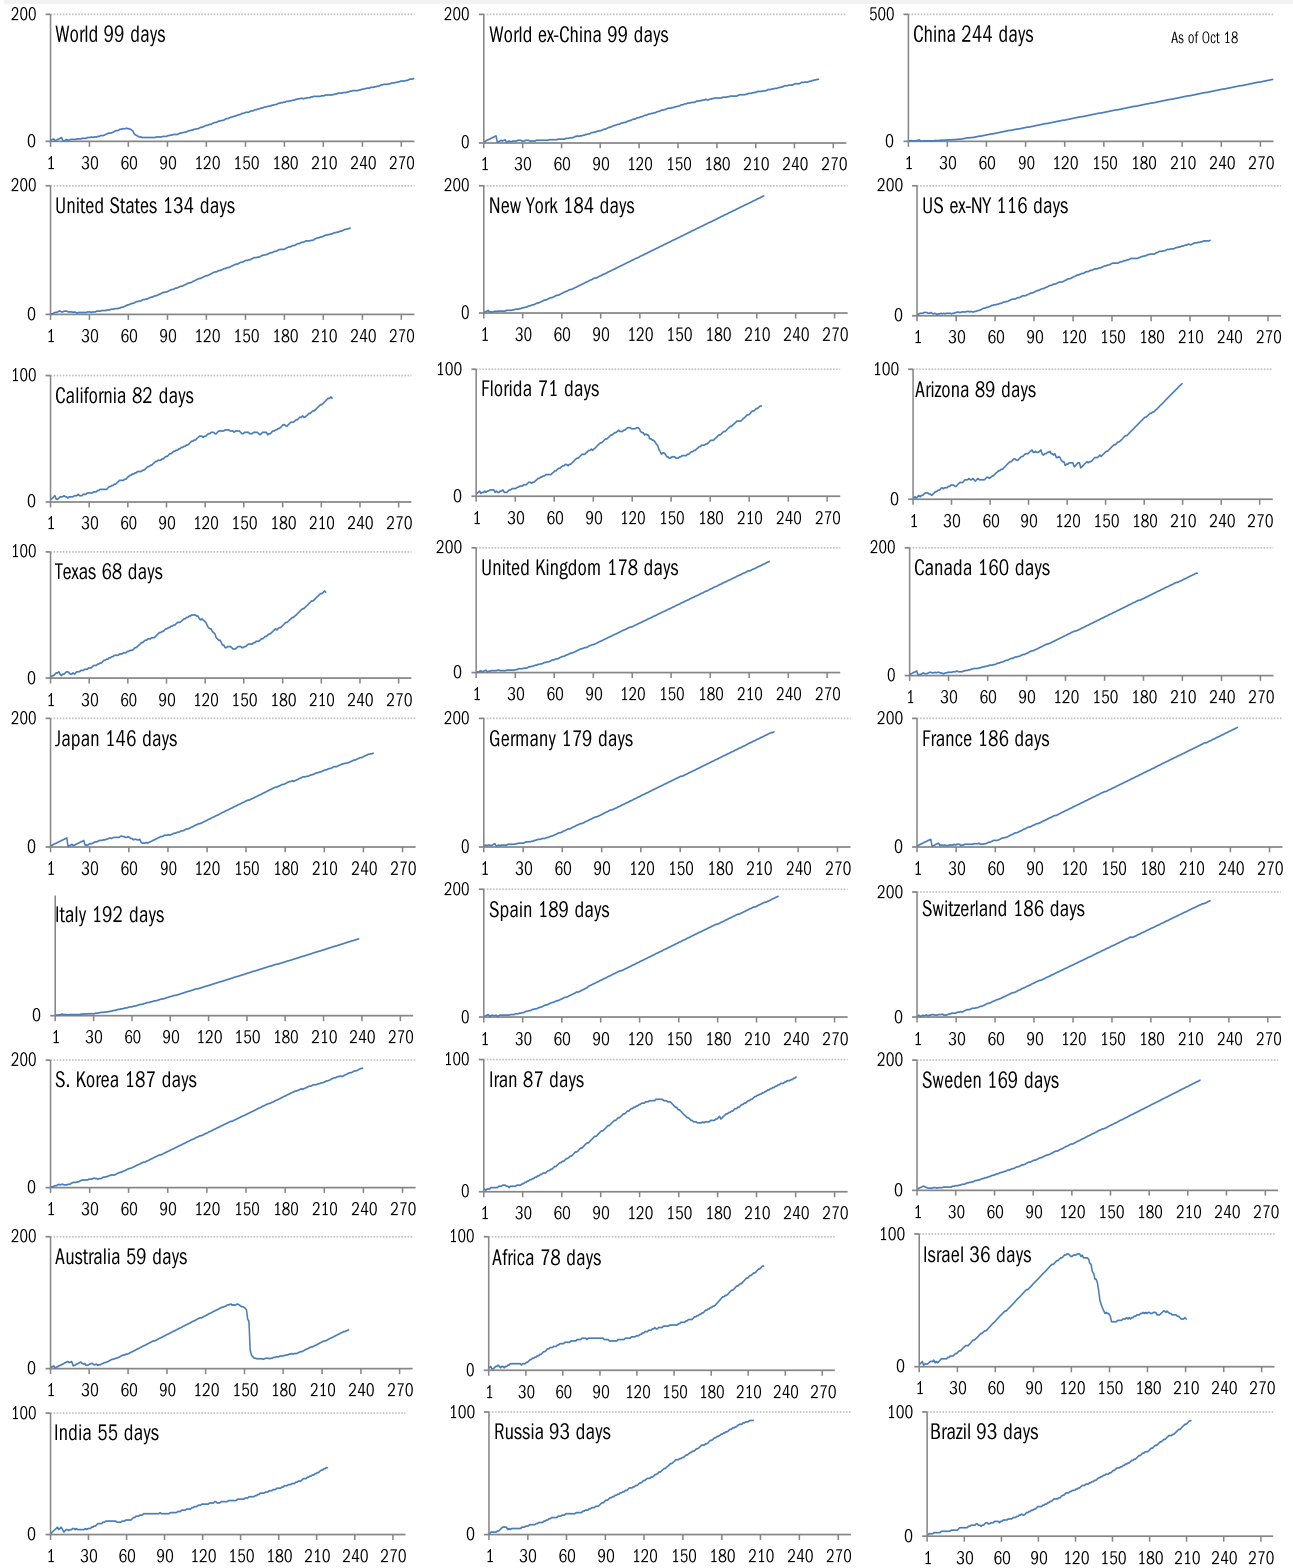 200 200 500
World 99 days World ex-China 99 days China 244 days As of Oct 18
0 0 0
1 30 60 90 120 150 180 210 240 270 1 30 60 90 120 150 180 210 240 270 1 30 60 90 120 150 180 210 240 270
200 200 200
United States 134 days New York 184 days US ex-NY 116 days
0 0 0
1 30 60 90 120 150 180 210 240 270 1 30 60 90 120 150 180 210 240 270 1 30 60 90 120 150 180 210 240 270
100 100 100
California 82 days Florida 71 days Arizona 89 days
0 0 0
1 30 60 90 120 150 180 210 240 270 1 30 60 90 120 150 180 210 240 270 1 30 60 90 120 150 180 210 240 270
100 200 200
Texas 68 days United Kingdom 178 days Canada 160 days
0 0 0
1 30 60 90 120 150 180 210 240 270 1 30 60 90 120 150 180 210 240 270 1 30 60 90 120 150 180 210 240 270
200 200 200
Japan 146 days Germany 179 days France 186 days
0 0 0
1 30 60 90 120 150 180 210 240 270 1 30 60 90 120 150 180 210 240 270 1 30 60 90 120 150 180 210 240 270
200 200
Italy 192 days Spain 189 days Switzerland 186 days
0 0 0
1 30 60 90 120 150 180 210 240 270 1 30 60 90 120 150 180 210 240 270 1 30 60 90 120 150 180 210 240 270
200 100 200
S. Korea 187 days Iran 87 days Sweden 169 days
0 0 0
1 30 60 90 120 150 180 210 240 270 1 30 60 90 120 150 180 210 240 270 1 30 60 90 120 150 180 210 240 270
200 100 100
Australia 59 days Africa 78 days Israel 36 days
0 0 0
1 30 60 90 120 150 180 210 240 270 1 30 60 90 120 150 180 210 240 270 1 30 60 90 120 150 180 210 240 270
100 100 100
India 55 days Russia 93 days Brazil 93 days
0 0 0
1 30 60 90 120 150 180 210 240 270 1 30 60 90 120 150 180 210 240 270 1 30 60 90 120 150 180 210 240 270